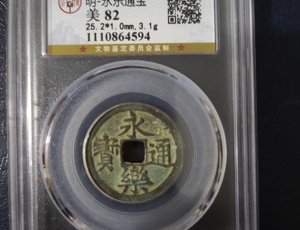 明-永乐通宝
美 82
25.2*1.0mm,3.1g
1110864594
★ 文物鉴定委员会监制 ★
永樂通寳